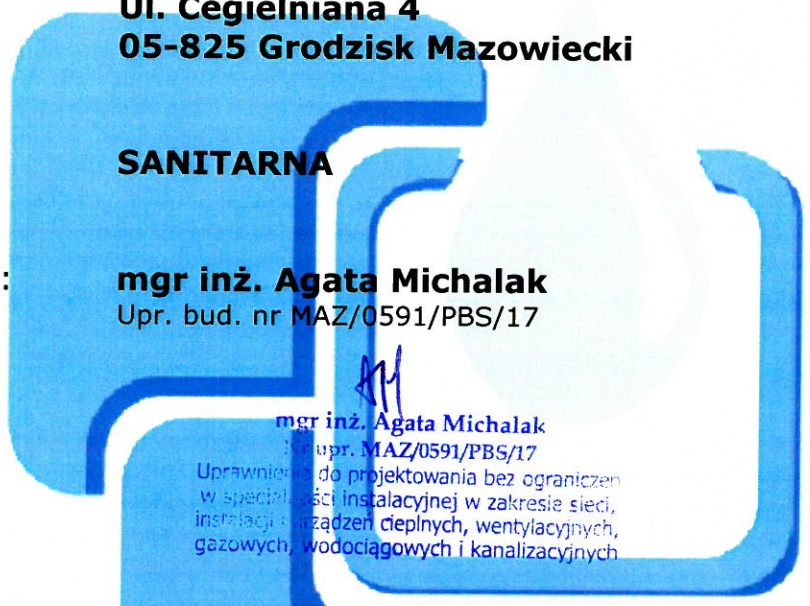 Ul. Cegielniana 4
05-825 Grodzisk Mazowiecki
SANITARNA
:
mgr inż. Agata Michalak
Upr. bud. nr MAZ/0591/PBS/17
AM
mgr inż. Agata Michalak
Nr upr. MAZ/0591/PBS/17
Uprawnienia do projektowania bez ograniczeń
w specjalności instalacyjnej w zakresie sieci,
instalacji i urządzeń cieplnych, wentylacyjnych,
gazowych, wodociągowych i kanalizacyjnych